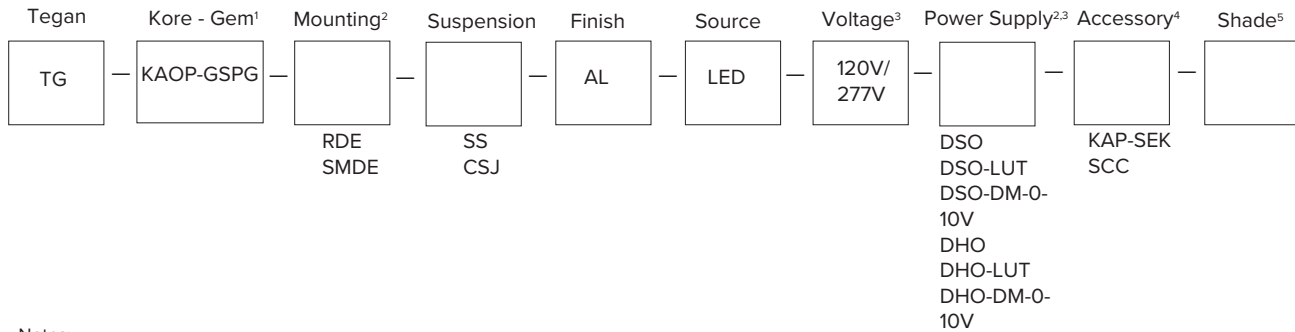 Tegan Kore - Gem¹ Mounting² Suspension Finish Source Voltage³ Power Supply²,³ Accessory⁴ Shade⁵
TG — KAOP-GSPG — — — AL — LED — 120V/ — — —
277V
RDE SS DSO KAP-SEK
SMDE CSJ DSO-LUT SCC
DSO-DM-0-
10V
DHO
DHO-LUT
DHO-DM-0-
10V